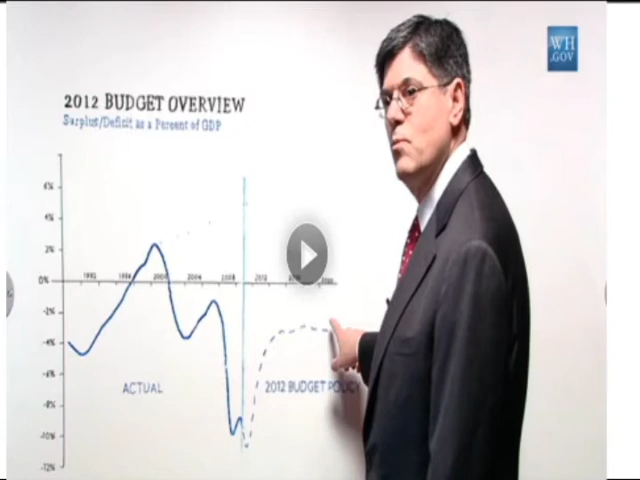 WH
.GOV
2012 BUDGET OVERVIEW
Surplus/Deficit as a Percent of GDP
6%
4%
2%
0%
1992
1996
2000
2004
2008
2012
-2%
-4%
-6%
-8%
-10%
-12%
ACTUAL
2012 BUDGET POLICY